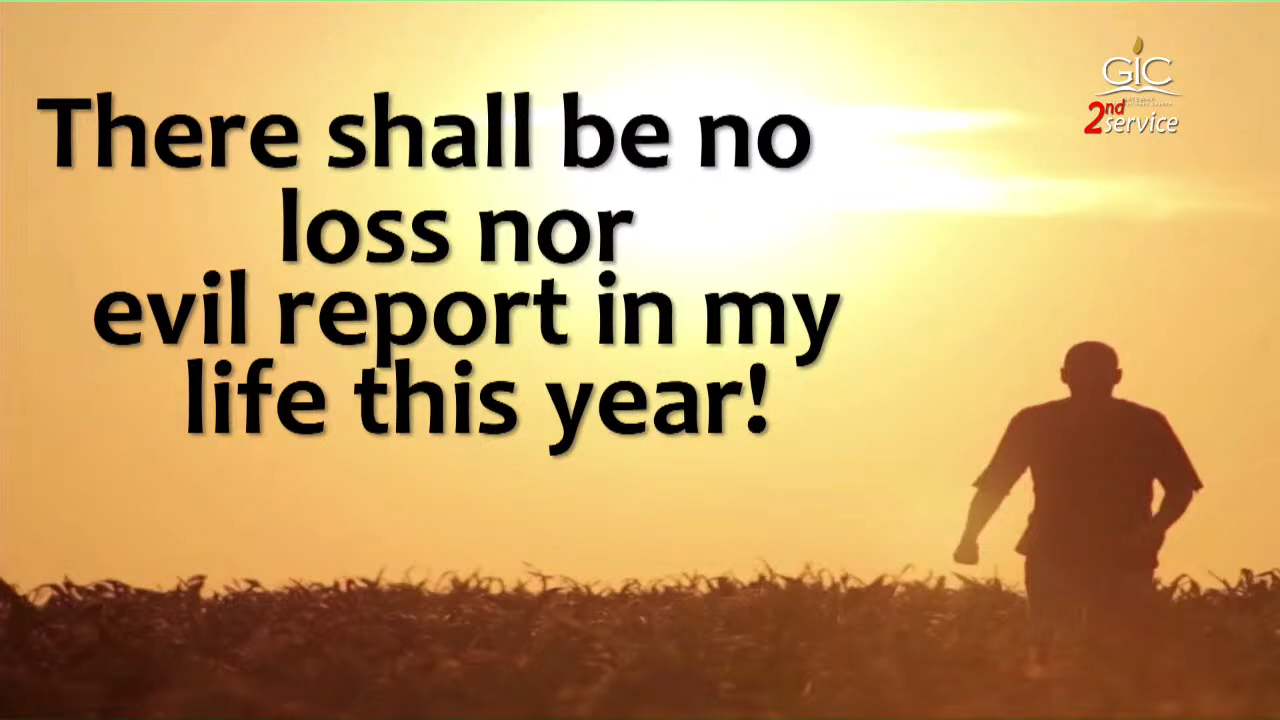 There shall be no
loss nor
evil report in my
life this year!
GIC
2nd
service